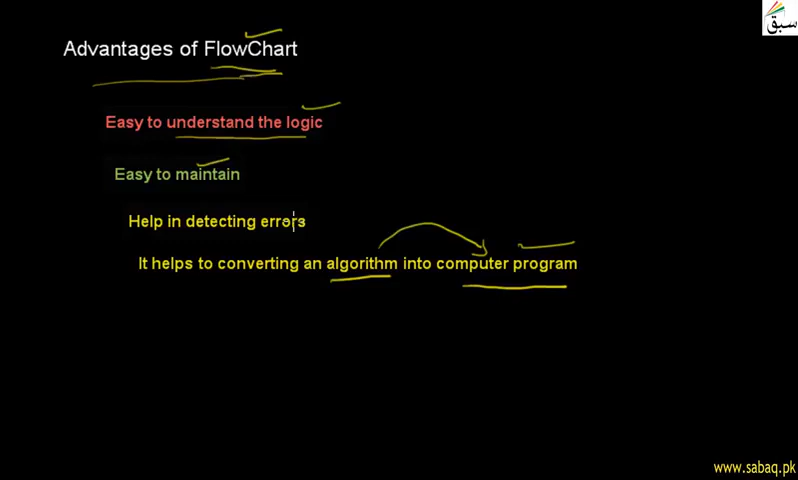 سبق
Advantages of FlowChart
Easy to understand the logic
Easy to maintain
Help in detecting errors
It helps to converting an algorithm into computer program
www.sabaq.pk